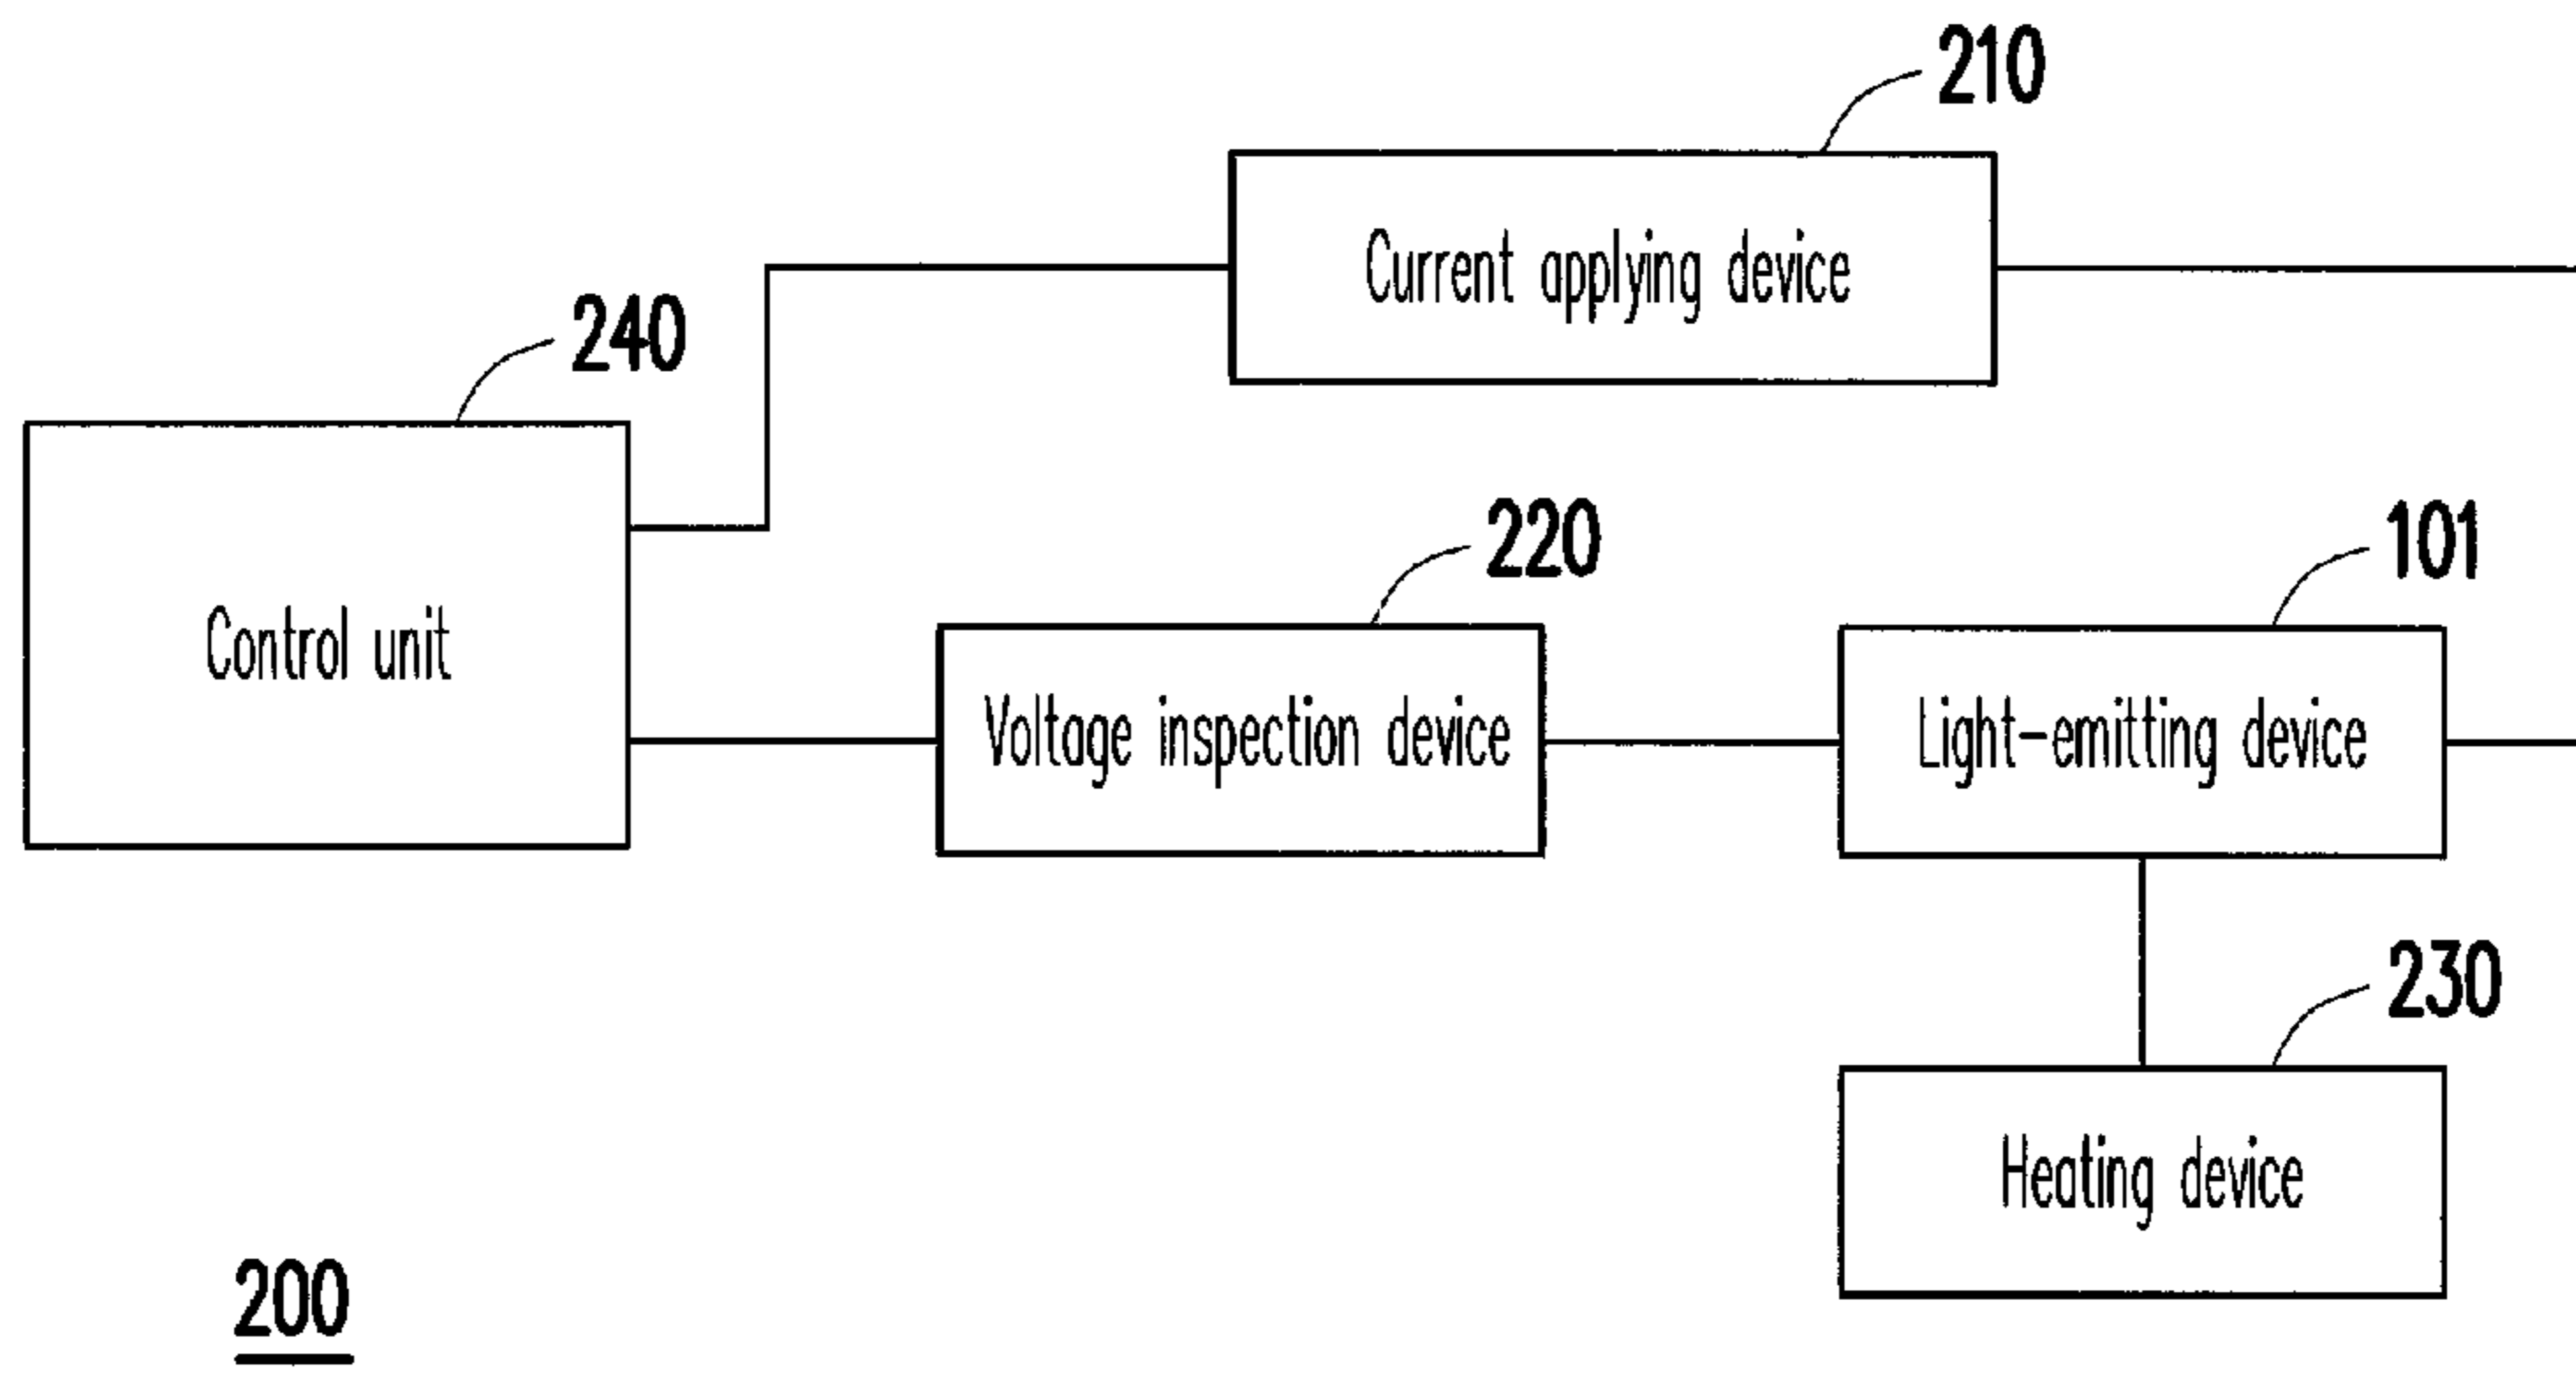 210
Current applying device
240
Control unit
220
Voltage inspection device
101
Light-emitting device
230
Heating device
200